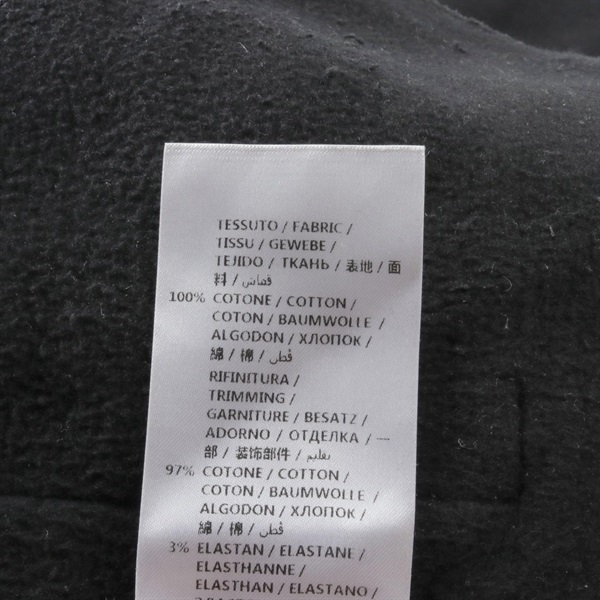 TESSUTO / FABRIC /
TISSU / GEWEBE /
TEJIDO / ТКАНЬ / 表地 / 面
料 / قماش
100% COTONE / COTTON /
COTON / BAUMWOLLE /
ALGODON / ХЛОПОК /
綿 / 棉 / قطن
RIFINITURA /
TRIMMING /
GARNITURE / BESATZ /
ADORNO / ОТДЕЛКА / 一
部 / 装饰部件 /
97% COTONE / COTTON /
COTON / BAUMWOLLE /
ALGODON / ХЛОПОК /
綿 / 棉 / قطن
3% ELASTAN / ELASTANE /
ELASTHANNE /
ELASTHAN / ELASTANO /